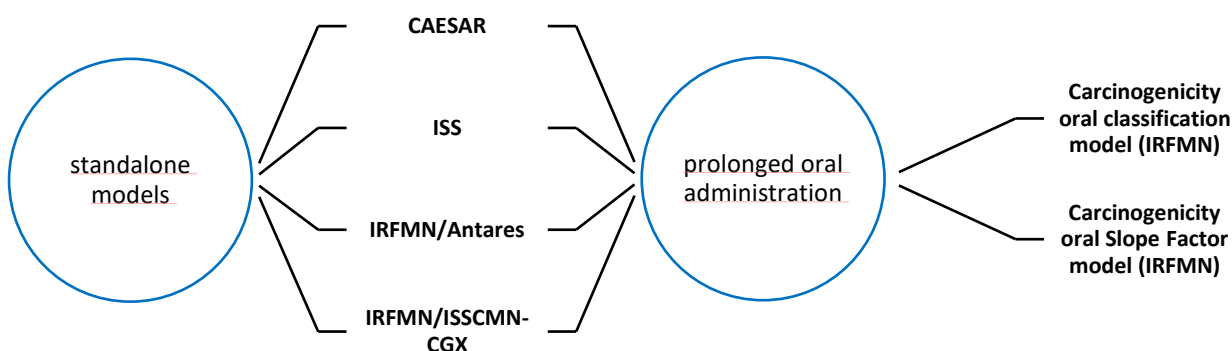 CAESAR
ISS
IRFMN/Antares
IRFMN/ISSCMN-
CGX
standalone
models
prolonged oral
administration
Carcinogenicity
oral classification
model (IRFMN)
Carcinogenicity
oral Slope Factor
model (IRFMN)